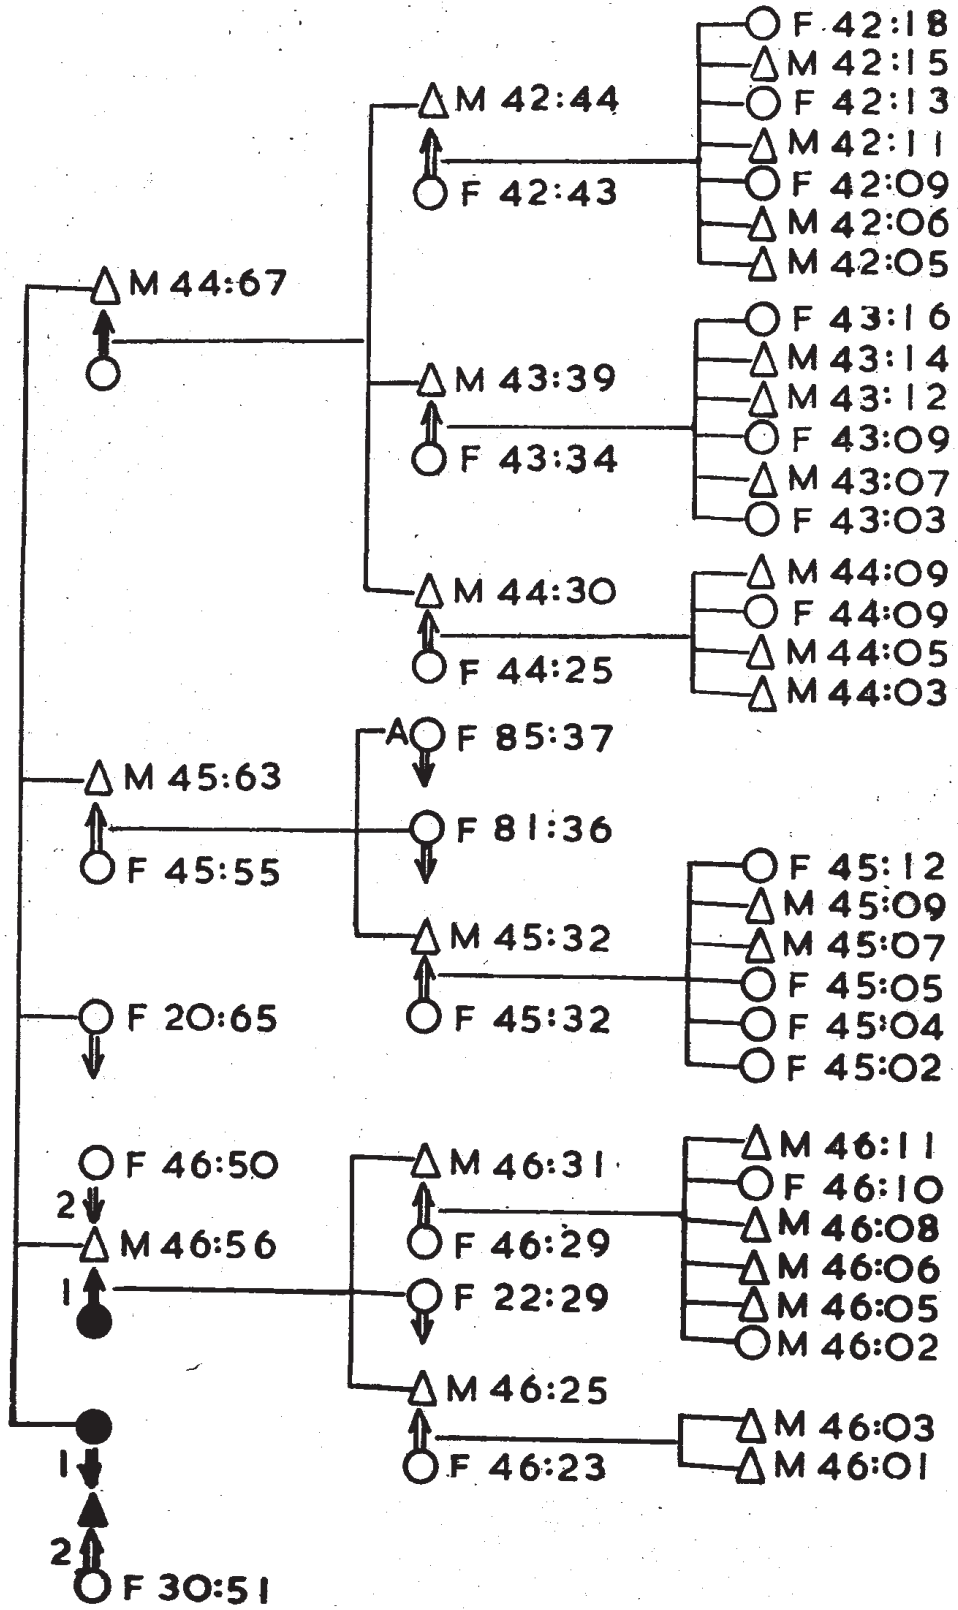 F 42:18
M 42:15
M 42:44
F 42:13
M 42:11
F 42:09
F 42:43
M 42:06
M 42:05
M 44:67
F 43:16
M 43:14
M 43:39
M 43:12
F 43:09
F 43:34
M 43:07
F 43:03
M 44:09
M 44:30
F 44:09
M 44:05
F 44:25
M 44:03
A F 85:37
M 45:63
F 81:36
F 45:55
F 45:12
M 45:09
M 45:32
M 45:07
F 45:05
F 20:65
F 45:32
F 45:04
F 45:02
M 46:11
F 46:50
M 46:31
F 46:10
2
M 46:08
M 46:56
F 46:29
M 46:06
1
F 22:29
M 46:05
M 46:02
M 46:25
M 46:03
1
F 46:23
M 46:01
2
F 30:51